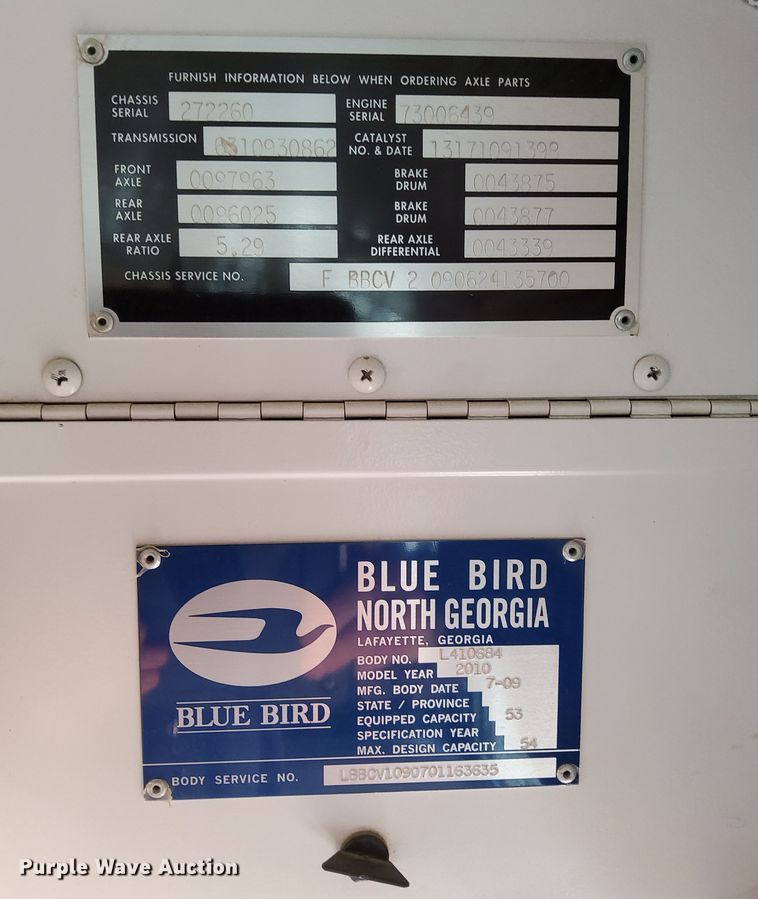 FURNISH INFORMATION BELOW WHEN ORDERING AXLE PARTS
CHASSIS SERIAL 272260 ENGINE SERIAL 73006439
TRANSMISSION 6310930862 CATALYST NO. & DATE 13171091399
FRONT AXLE 0097963 BRAKE DRUM 0043875
REAR AXLE 0096025 BRAKE DRUM 0043877
REAR AXLE RATIO 5.29 REAR AXLE DIFFERENTIAL 0043339
CHASSIS SERVICE NO. F BBCV 2 090624135700
BLUE BIRD
NORTH GEORGIA
LAFAYETTE, GEORGIA
BODY NO. L410684
MODEL YEAR 2010
MFG. BODY DATE 7-09
STATE / PROVINCE
EQUIPPED CAPACITY 53
SPECIFICATION YEAR
MAX. DESIGN CAPACITY 54
BLUE BIRD
BODY SERVICE NO. LBBCV1090701163635
Purple Wave Auction